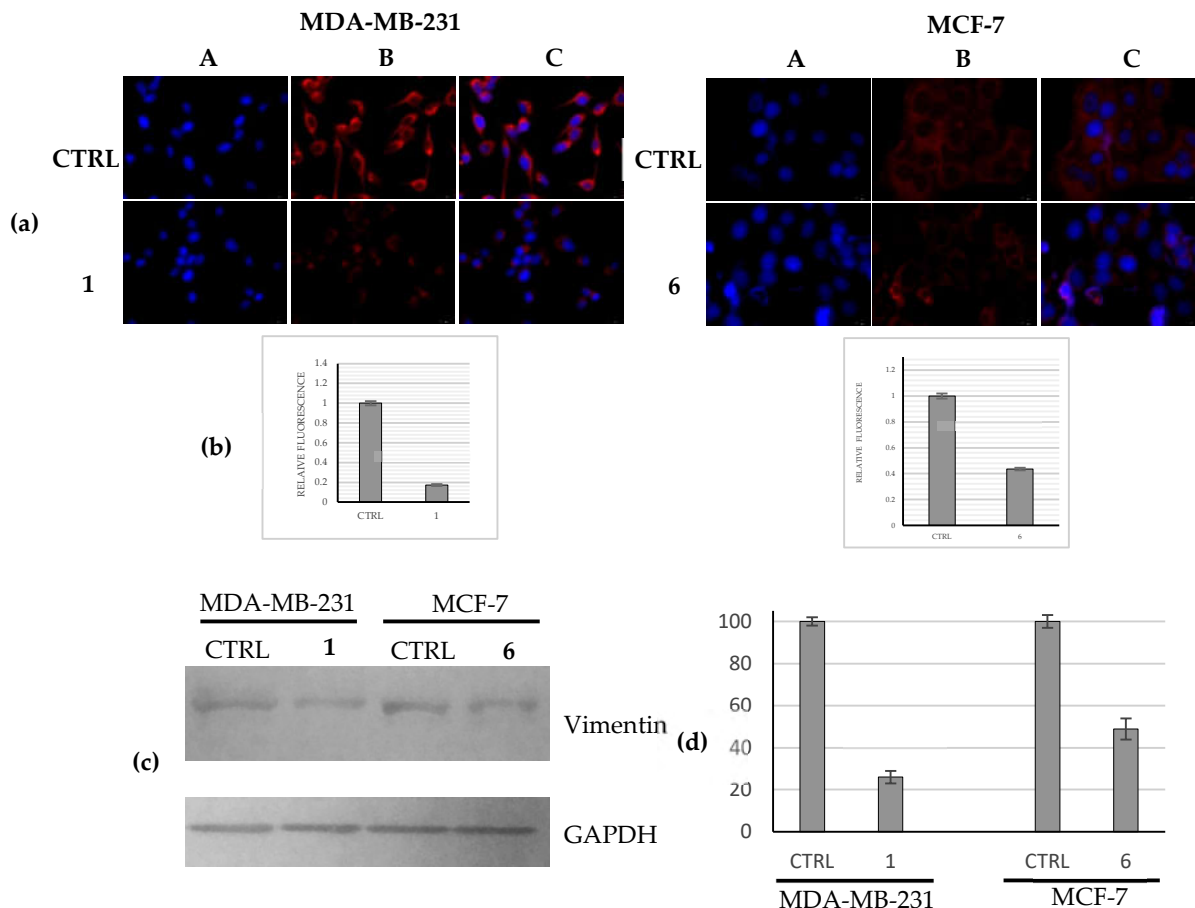 MDA-MB-231
MCF-7
A B C
A B C
CTRL
CTRL
(a)
1
6
(b)
RELAIVE FLUORESCENCE
1.4
1.2
1
0.8
0.6
0.4
0.2
0
CTRL 1
RELATIVE FLUORESCENCE
1.2
1
0.8
0.6
0.4
0.2
0
CTRL 6
MDA-MB-231 MCF-7
CTRL 1 CTRL 6
Vimentin
(c)
GAPDH
(d)
100
80
60
40
20
0
CTRL 1 CTRL 6
MDA-MB-231 MCF-7